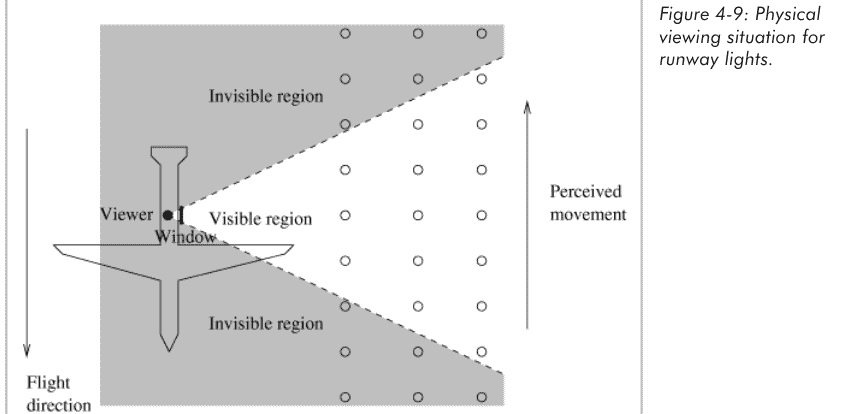 Figure 4-9: Physical
viewing situation for
runway lights.
Invisible region
Viewer
Visible region
Window
Perceived
movement
Invisible region
Flight
direction